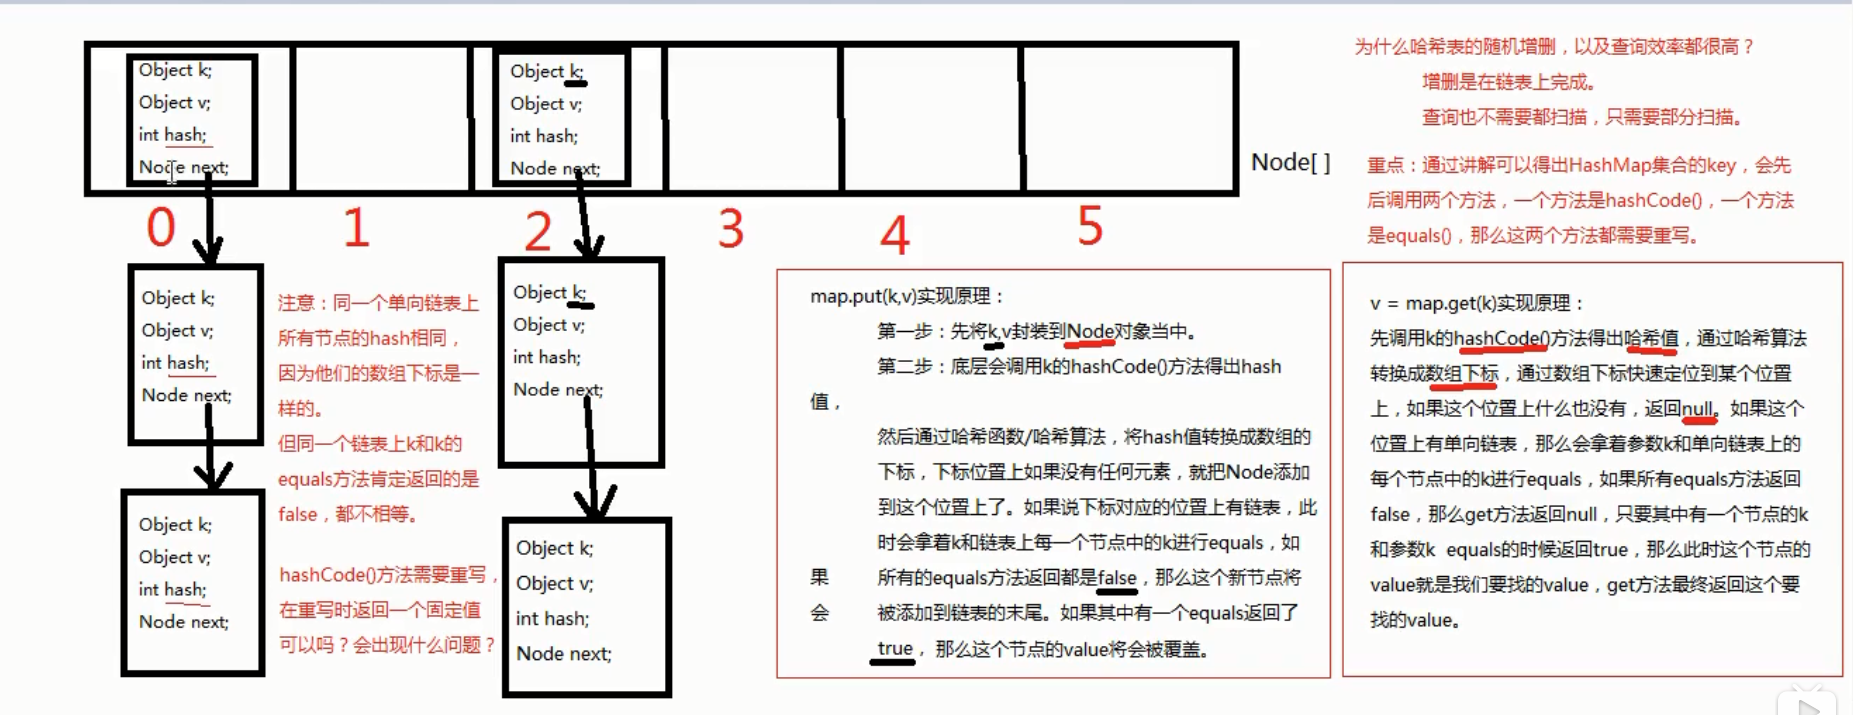 Object k;
Object v;
int hash;
Node next;
Object k;
Object v;
int hash;
Node next;
Node[ ]
0
1
2
3
4
5
Object k;
Object v;
int hash;
Node next;
Object k;
Object v;
int hash;
Node next;
Object k;
Object v;
int hash;
Node next;
Object k;
Object v;
int hash;
Node next;
注意：同一个单向链表上
所有节点的hash相同，
因为他们的数组下标是一
样的。
但同一个链表上k和k的
equals方法肯定返回的是
false，都不相等。
hashCode()方法需要重写，
在重写时返回一个固定值
可以吗？会出现什么问题？
为什么哈希表的随机增删，以及查询效率都很高？
增删是在链表上完成。
查询也不需要都扫描，只需要部分扫描。
重点：通过讲解可以得出HashMap集合的key，会先
后调用两个方法，一个方法是hashCode()，一个方法
是equals()，那么这两个方法都需要重写。
map.put(k,v)实现原理：
第一步：先将k,v封装到Node对象当中。
第二步：底层会调用k的hashCode()方法得出hash
值，
然后通过哈希函数/哈希算法，将hash值转换成数组的
下标，下标位置上如果没有任何元素，就把Node添加
到这个位置上了。如果说下标对应的位置上有链表，此
时会拿着k和链表上每一个节点中的k进行equals，如
果 所有的equals方法返回都是false，那么这个新节点将
会 被添加到链表的末尾。如果其中有一个equals返回了
true，那么这个节点的value将会被覆盖。
v = map.get(k)实现原理：
先调用k的hashCode()方法得出哈希值，通过哈希算法
转换成数组下标，通过数组下标快速定位到某个位置
上，如果这个位置上什么也没有，返回null。如果这个
位置上有单向链表，那么会拿着参数k和单向链表上的
每个节点中的k进行equals，如果所有equals方法返回
false，那么get方法返回null，只要其中有一个节点的k
和参数k equals的时候返回true，那么此时这个节点的
value就是我们要找的value，get方法最终返回这个要
找的value。